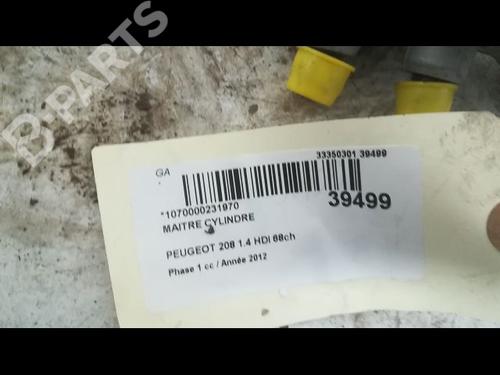 B-PARTS
33350301 39499
GA
*1070000231970
39499
MAITRE CYLINDRE
PEUGEOT 208 1.4 HDI 68ch
Phase 1 cc / Année 2012